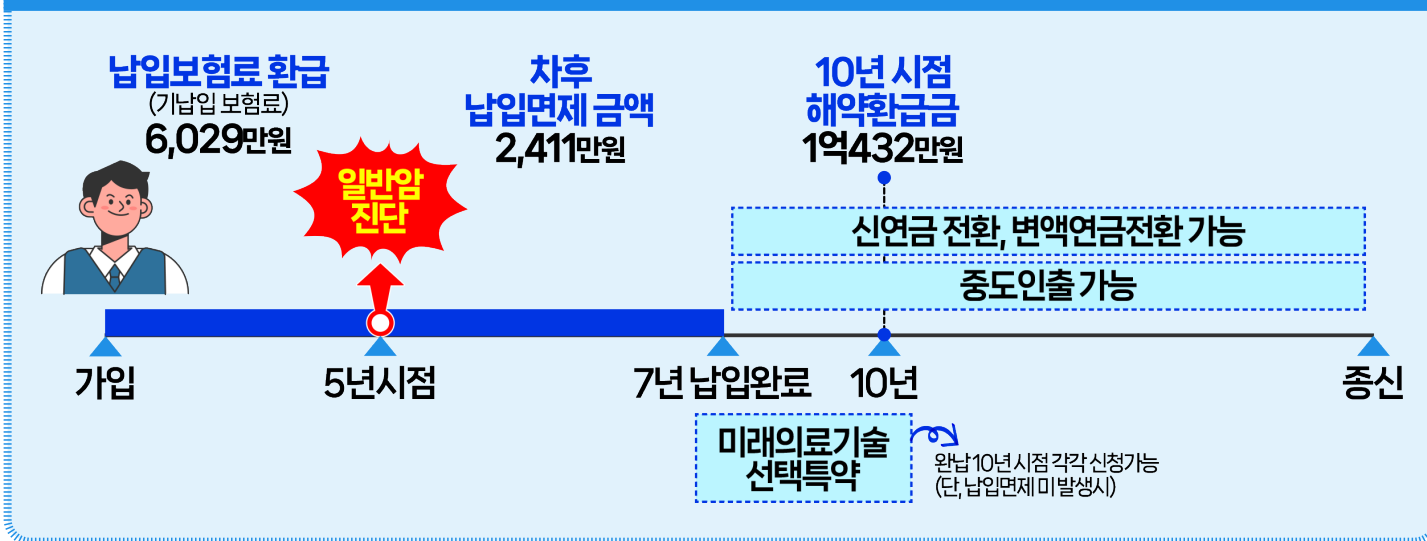 납입보험료 환급
(기납입 보험료)
6,029만원
차후
납입면제 금액
2,411만원
10년 시점
해약환급금
1억432만원
일반암
진단
신연금 전환, 변액연금전환 가능
중도인출 가능
가입
5년시점
7년 납입완료
10년
종신
미래의료기술
선택특약
완납 10년 시점 각각 신청가능
(단, 납입면제 미 발생시)